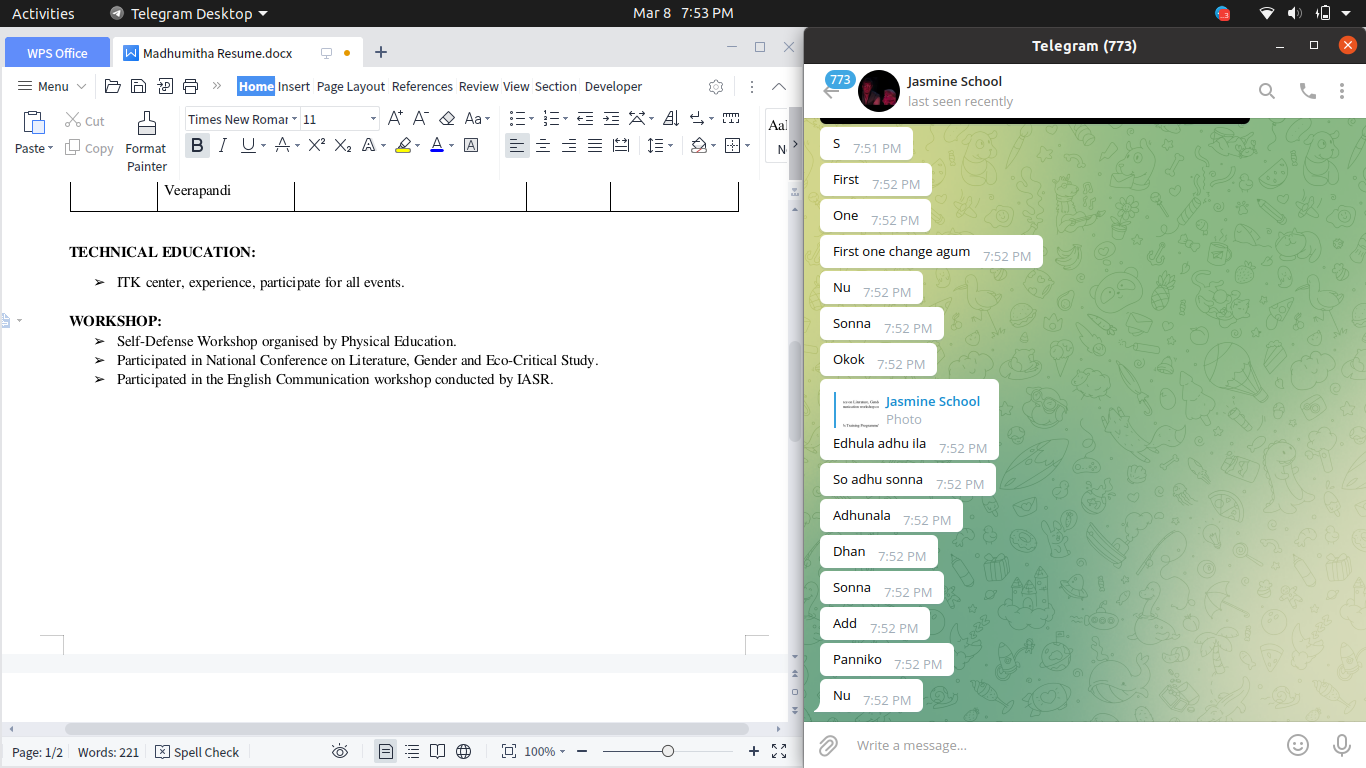 Activities
Telegram Desktop
Mar 8 7:53 PM
WPS Office
Madhumitha Resume.docx
Menu
Home Insert Page Layout References Review View Section Developer
Paste
Cut
Copy
Format
Painter
Times New Romar
11
B I U A X² X₂ A A A
Veerapandi
TECHNICAL EDUCATION:
➢ ITK center, experience, participate for all events.
WORKSHOP:
➢ Self-Defense Workshop organised by Physical Education.
➢ Participated in National Conference on Literature, Gender and Eco-Critical Study.
➢ Participated in the English Communication workshop conducted by IASR.
Page: 1/2 Words: 221 Spell Check
100%
Telegram (773)
773
Jasmine School
last seen recently
S 7:51 PM
First 7:52 PM
One 7:52 PM
First one change agum 7:52 PM
Nu 7:52 PM
Sonna 7:52 PM
Okok 7:52 PM
Jasmine School
Photo
Edhula adhu ila 7:52 PM
So adhu sonna 7:52 PM
Adhunala 7:52 PM
Dhan 7:52 PM
Sonna 7:52 PM
Add 7:52 PM
Panniko 7:52 PM
Nu 7:52 PM
Write a message...